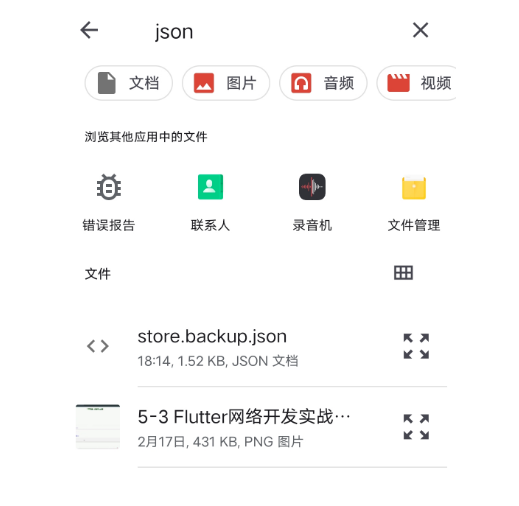 json
文档 图片 音频 视频
浏览其他应用中的文件
错误报告 联系人 录音机 文件管理
文件
store.backup.json
18:14, 1.52 KB, JSON 文档
5-3 Flutter网络开发实战…
2月17日, 431 KB, PNG 图片